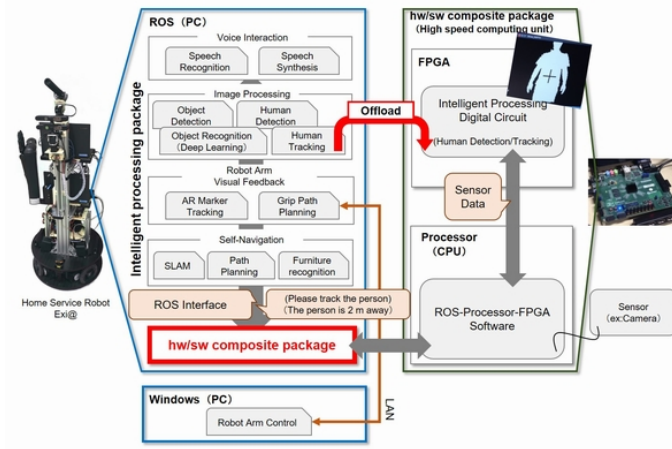 ROS (PC)
Intelligent processing package
Voice Interaction
Speech
Recognition
Speech
Synthesis
Image Processing
Object
Detection
Human
Detection
Object Recognition
(Deep Learning)
Human
Tracking
Robot Arm
Visual Feedback
AR Marker
Tracking
Grip Path
Planning
Self-Navigation
SLAM
Path
Planning
Furniture
recognition
ROS Interface
(Please track the person)
(The person is 2 m away)
hw/sw composite package
Windows (PC)
Robot Arm Control
LAN
Home Service Robot
Exi@
Offload
hw/sw composite package
(High speed computing unit)
FPGA
Intelligent Processing
Digital Circuit
(Human Detection/Tracking)
Sensor
Data
Processor
(CPU)
ROS-Processor-FPGA
Software
Sensor
(ex:Camera)